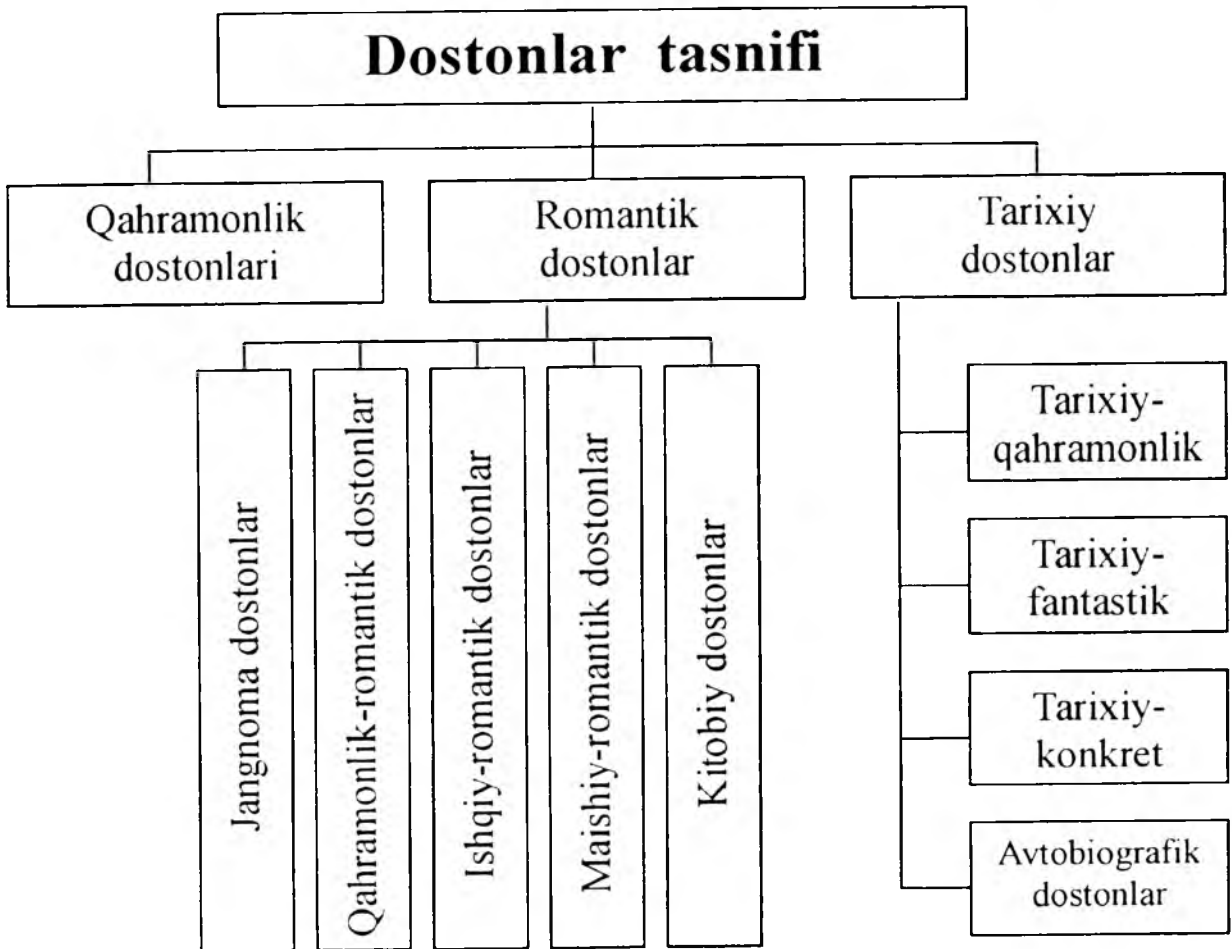 Dostonlar tasnifi
Qahramonlik
dostonlari
Romantik
dostonlar
Tarixiy
dostonlar
Jangnoma dostonlar
Qahramonlik-romantik dostonlar
Ishqiy-romantik dostonlar
Maishiy-romantik dostonlar
Kitobiy dostonlar
Tarixiy-
qahramonlik
Tarixiy-
fantastik
Tarixiy-
konkret
Avtobiografik
dostonlar